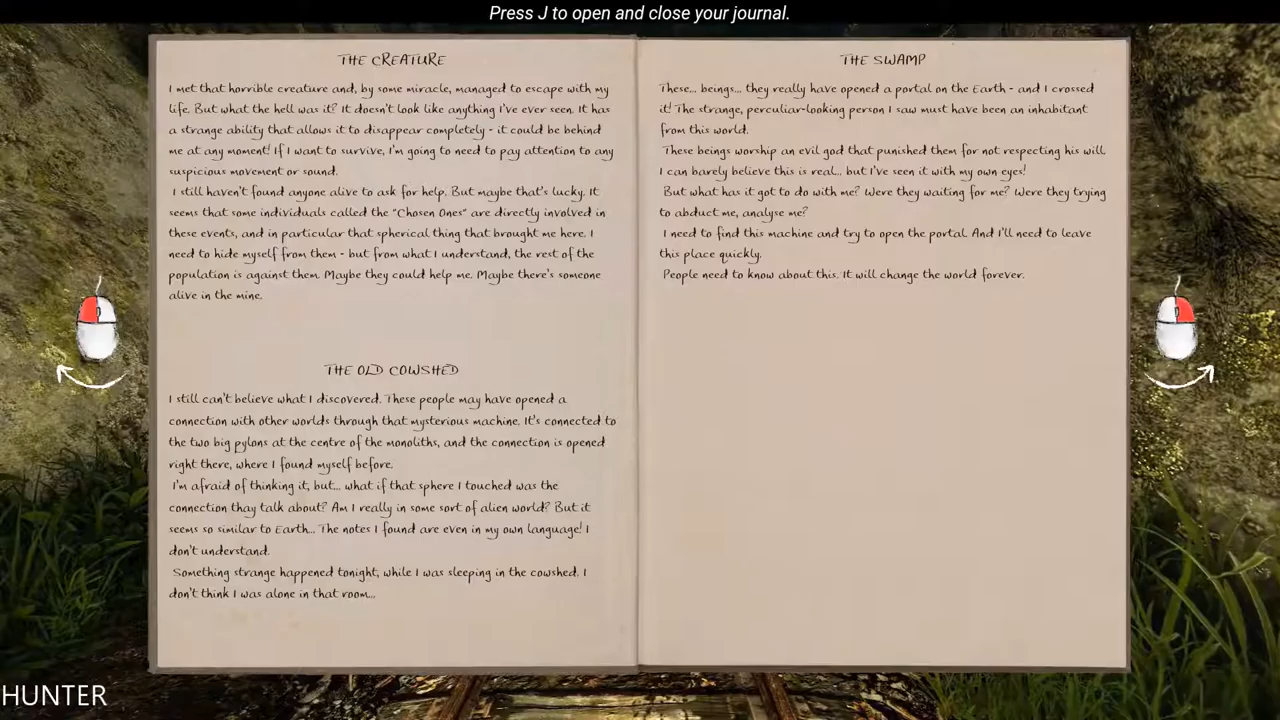 Press J to open and close your journal.
THE CREATURE
I met that horrible creature and, by some miracle, managed to escape with my
life. But what the hell was it? It doesn't look like anything I've ever seen. It has
a strange ability that allows it to disappear completely - it could be behind
me at any moment! If I want to survive, I'm going to need to pay attention to any
suspicious movement or sound.
I still haven't found anyone alive to ask for help. But maybe that's lucky. It
seems that some individuals called the "Chosen Ones" are directly involved in
these events, and in particular that spherical thing that brought me here. I
need to hide myself from them - but from what I understand, the rest of the
population is against them. Maybe they could help me. Maybe there's someone
alive in the mine.
THE OLD COWSHED
I still can't believe what I discovered. These people may have opened a
connection with other worlds through that mysterious machine. It's connected to
the two big pylons at the centre of the monoliths, and the connection is opened
right there, where I found myself before.
I'm afraid of thinking it, but... what if that sphere I touched was the
connection thay talk about? Am I really in some sort of alien world? But it
seems so similar to Earth... The notes I found are even in my own language! I
don't understand.
Something strange happened tonight, while I was sleeping in the cowshed. I
don't think I was alone in that room...
THE SWAMP
These... beings... they really have opened a portal on the Earth - and I crossed
it! The strange, perculiar-looking person I saw must have been an inhabitant
from this world.
These beings worship an evil god that punished them for not respecting his will.
I can barely believe this is real... but I've seen it with my own eyes!
But what has it got to do with me? Were they waiting for me? Were they trying
to abduct me, analyse me?
I need to find this machine and try to open the portal. And I'll need to leave
this place quickly.
People need to know about this. It will change the world forever.
HUNTER